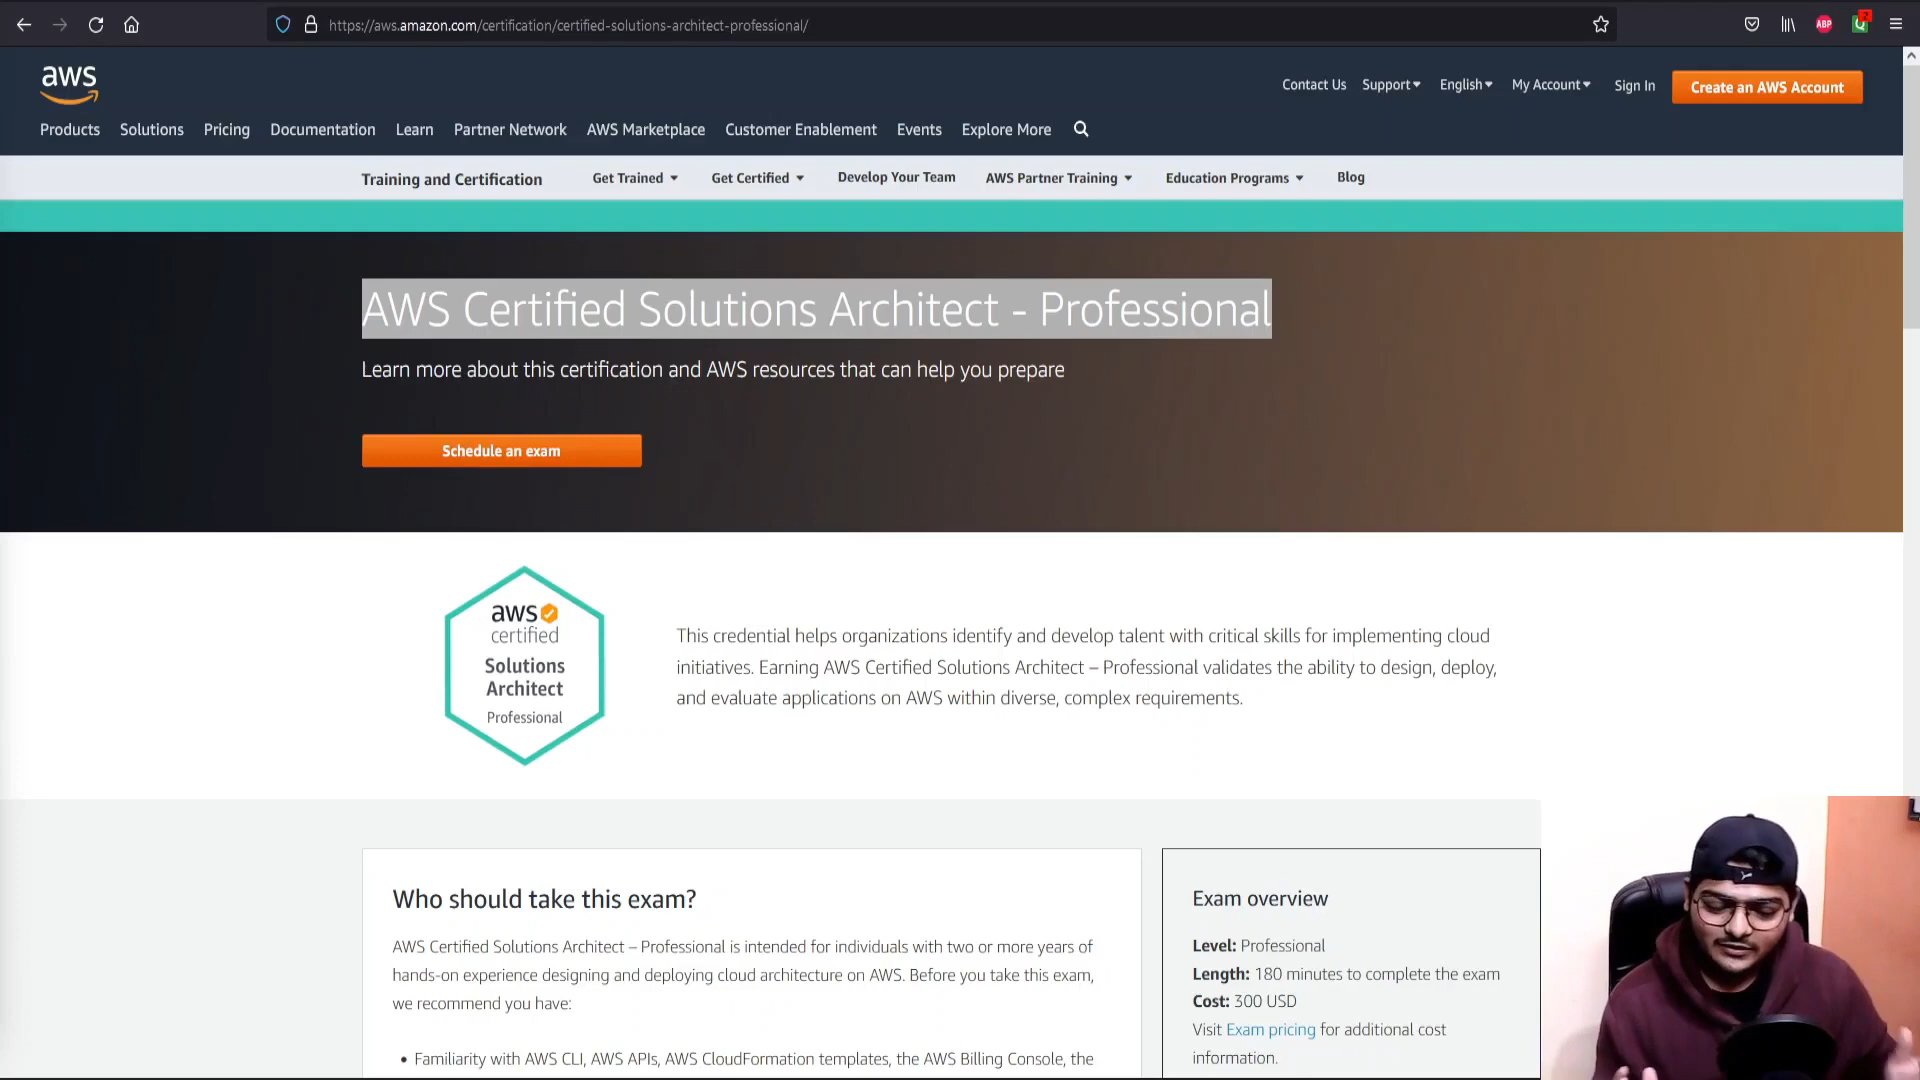 https://aws.amazon.com/certification/certified-solutions-architect-professional/
ABP
aws
Contact Us Support English My Account Sign In Create an AWS Account
Products Solutions Pricing Documentation Learn Partner Network AWS Marketplace Customer Enablement Events Explore More
Training and Certification Get Trained Get Certified Develop Your Team AWS Partner Training Education Programs Blog
AWS Certified Solutions Architect - Professional
Learn more about this certification and AWS resources that can help you prepare
Schedule an exam
aws
certified
Solutions
Architect
Professional
This credential helps organizations identify and develop talent with critical skills for implementing cloud
initiatives. Earning AWS Certified Solutions Architect – Professional validates the ability to design, deploy,
and evaluate applications on AWS within diverse, complex requirements.
Who should take this exam?
AWS Certified Solutions Architect – Professional is intended for individuals with two or more years of
hands-on experience designing and deploying cloud architecture on AWS. Before you take this exam,
we recommend you have:
• Familiarity with AWS CLI, AWS APIs, AWS CloudFormation templates, the AWS Billing Console, the
Exam overview
Level: Professional
Length: 180 minutes to complete the exam
Cost: 300 USD
Visit Exam pricing for additional cost
information.